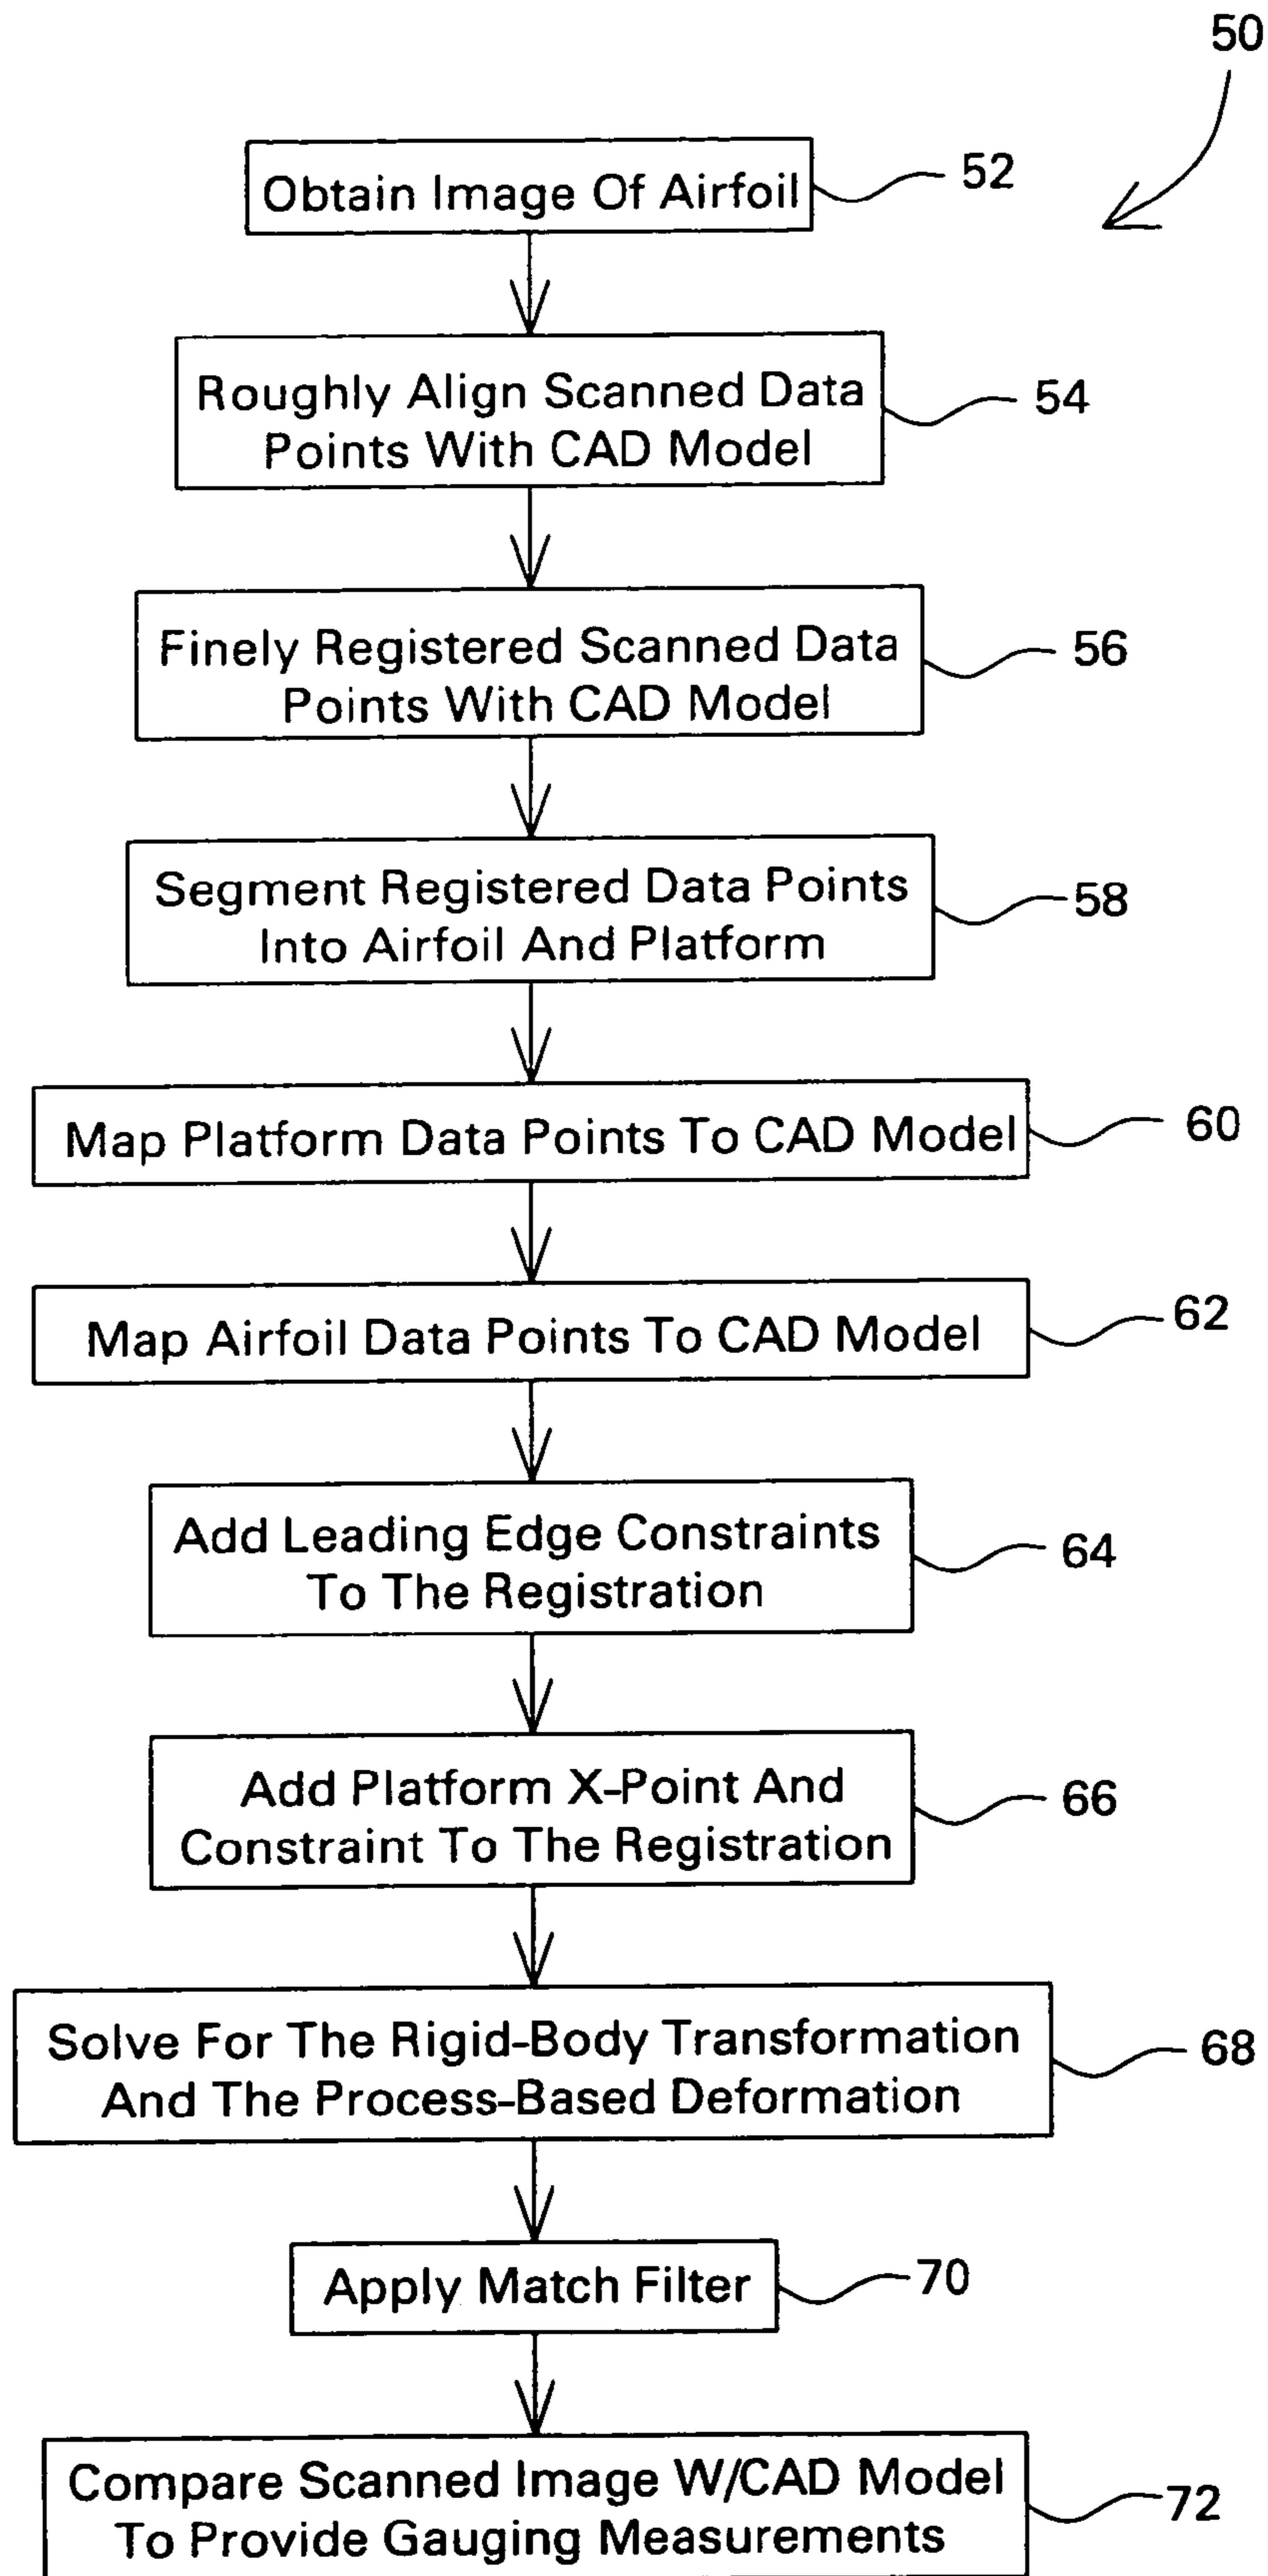 50
Obtain Image Of Airfoil
52
Roughly Align Scanned Data
Points With CAD Model
54
Finely Registered Scanned Data
Points With CAD Model
56
Segment Registered Data Points
Into Airfoil And Platform
58
Map Platform Data Points To CAD Model
60
Map Airfoil Data Points To CAD Model
62
Add Leading Edge Constraints
To The Registration
64
Add Platform X-Point And
Constraint To The Registration
66
Solve For The Rigid-Body Transformation
And The Process-Based Deformation
68
Apply Match Filter
70
Compare Scanned Image W/CAD Model
To Provide Gauging Measurements
72